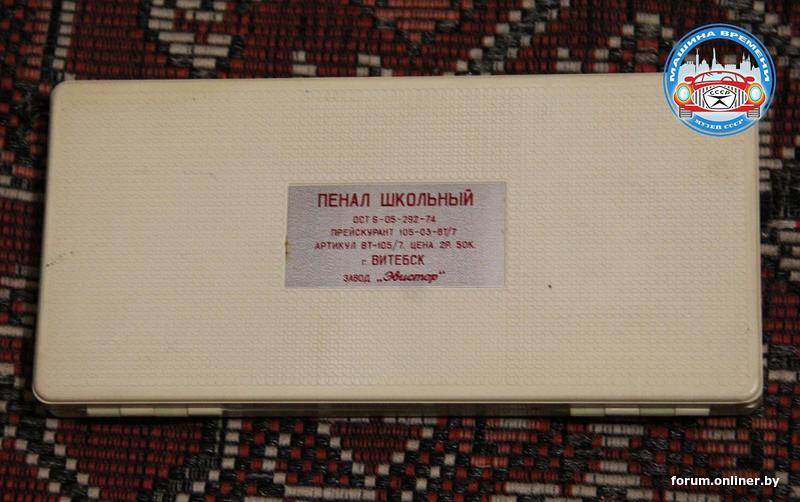 МАШИНА ВРЕМЕНИ
СССР
МУЗЕЙ СССР
ПЕНАЛ ШКОЛЬНЫЙ
ОСТ 6-05-292-74
ПРЕЙСКУРАНТ 105-03-81/7
АРТИКУЛ ВТ-105/7. ЦЕНА 2Р. 50К.
г. ВИТЕБСК
ЗАВОД „Эвистор“
forum.onliner.by